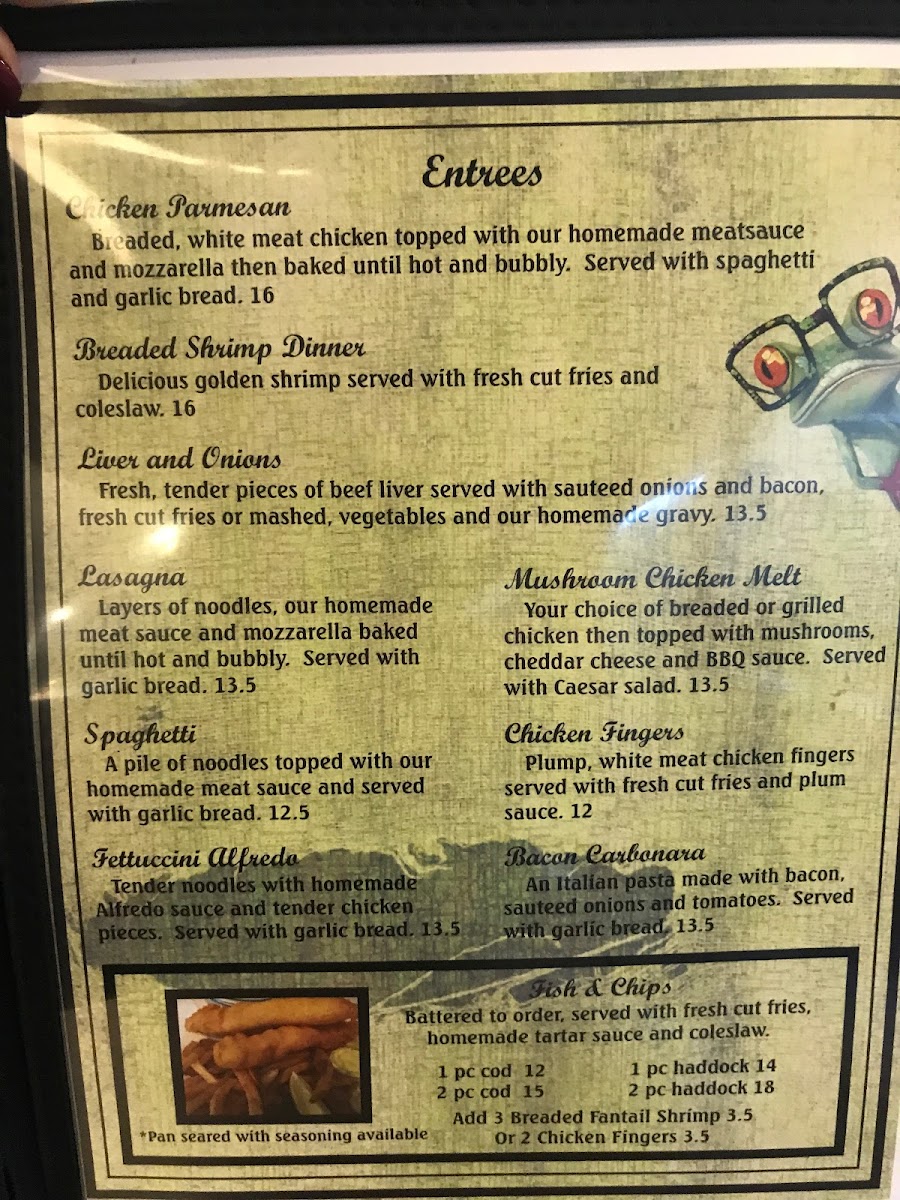 Entrees
Chicken Parmesan
Breaded, white meat chicken topped with our homemade meatsauce
and mozzarella then baked until hot and bubbly. Served with spaghetti
and garlic bread. 16
Breaded Shrimp Dinner
Delicious golden shrimp served with fresh cut fries and
coleslaw. 16
Liver and Onions
Fresh, tender pieces of beef liver served with sauteed onions and bacon,
fresh cut fries or mashed, vegetables and our homemade gravy. 13.5
Lasagna
Layers of noodles, our homemade
meat sauce and mozzarella baked
until hot and bubbly. Served with
garlic bread. 13.5
Spaghetti
A pile of noodles topped with our
homemade meat sauce and served
with garlic bread. 12.5
Fettuccini Alfredo
Tender noodles with homemade
Alfredo sauce and tender chicken
pieces. Served with garlic bread. 13.5
Mushroom Chicken Melt
Your choice of breaded or grilled
chicken then topped with mushrooms,
cheddar cheese and BBQ sauce. Served
with Caesar salad. 13.5
Chicken Fingers
Plump, white meat chicken fingers
served with fresh cut fries and plum
sauce. 12
Bacon Carbonara
An Italian pasta made with bacon,
sauteed onions and tomatoes. Served
with garlic bread. 13.5
Fish & Chips
Battered to order, served with fresh cut fries,
homemade tartar sauce and coleslaw.
1 pc cod 12
2 pc cod 15
1 pc haddock 14
2 pc haddock 18
Add 3 Breaded Fantail Shrimp 3.5
Or 2 Chicken Fingers 3.5
*Pan seared with seasoning available